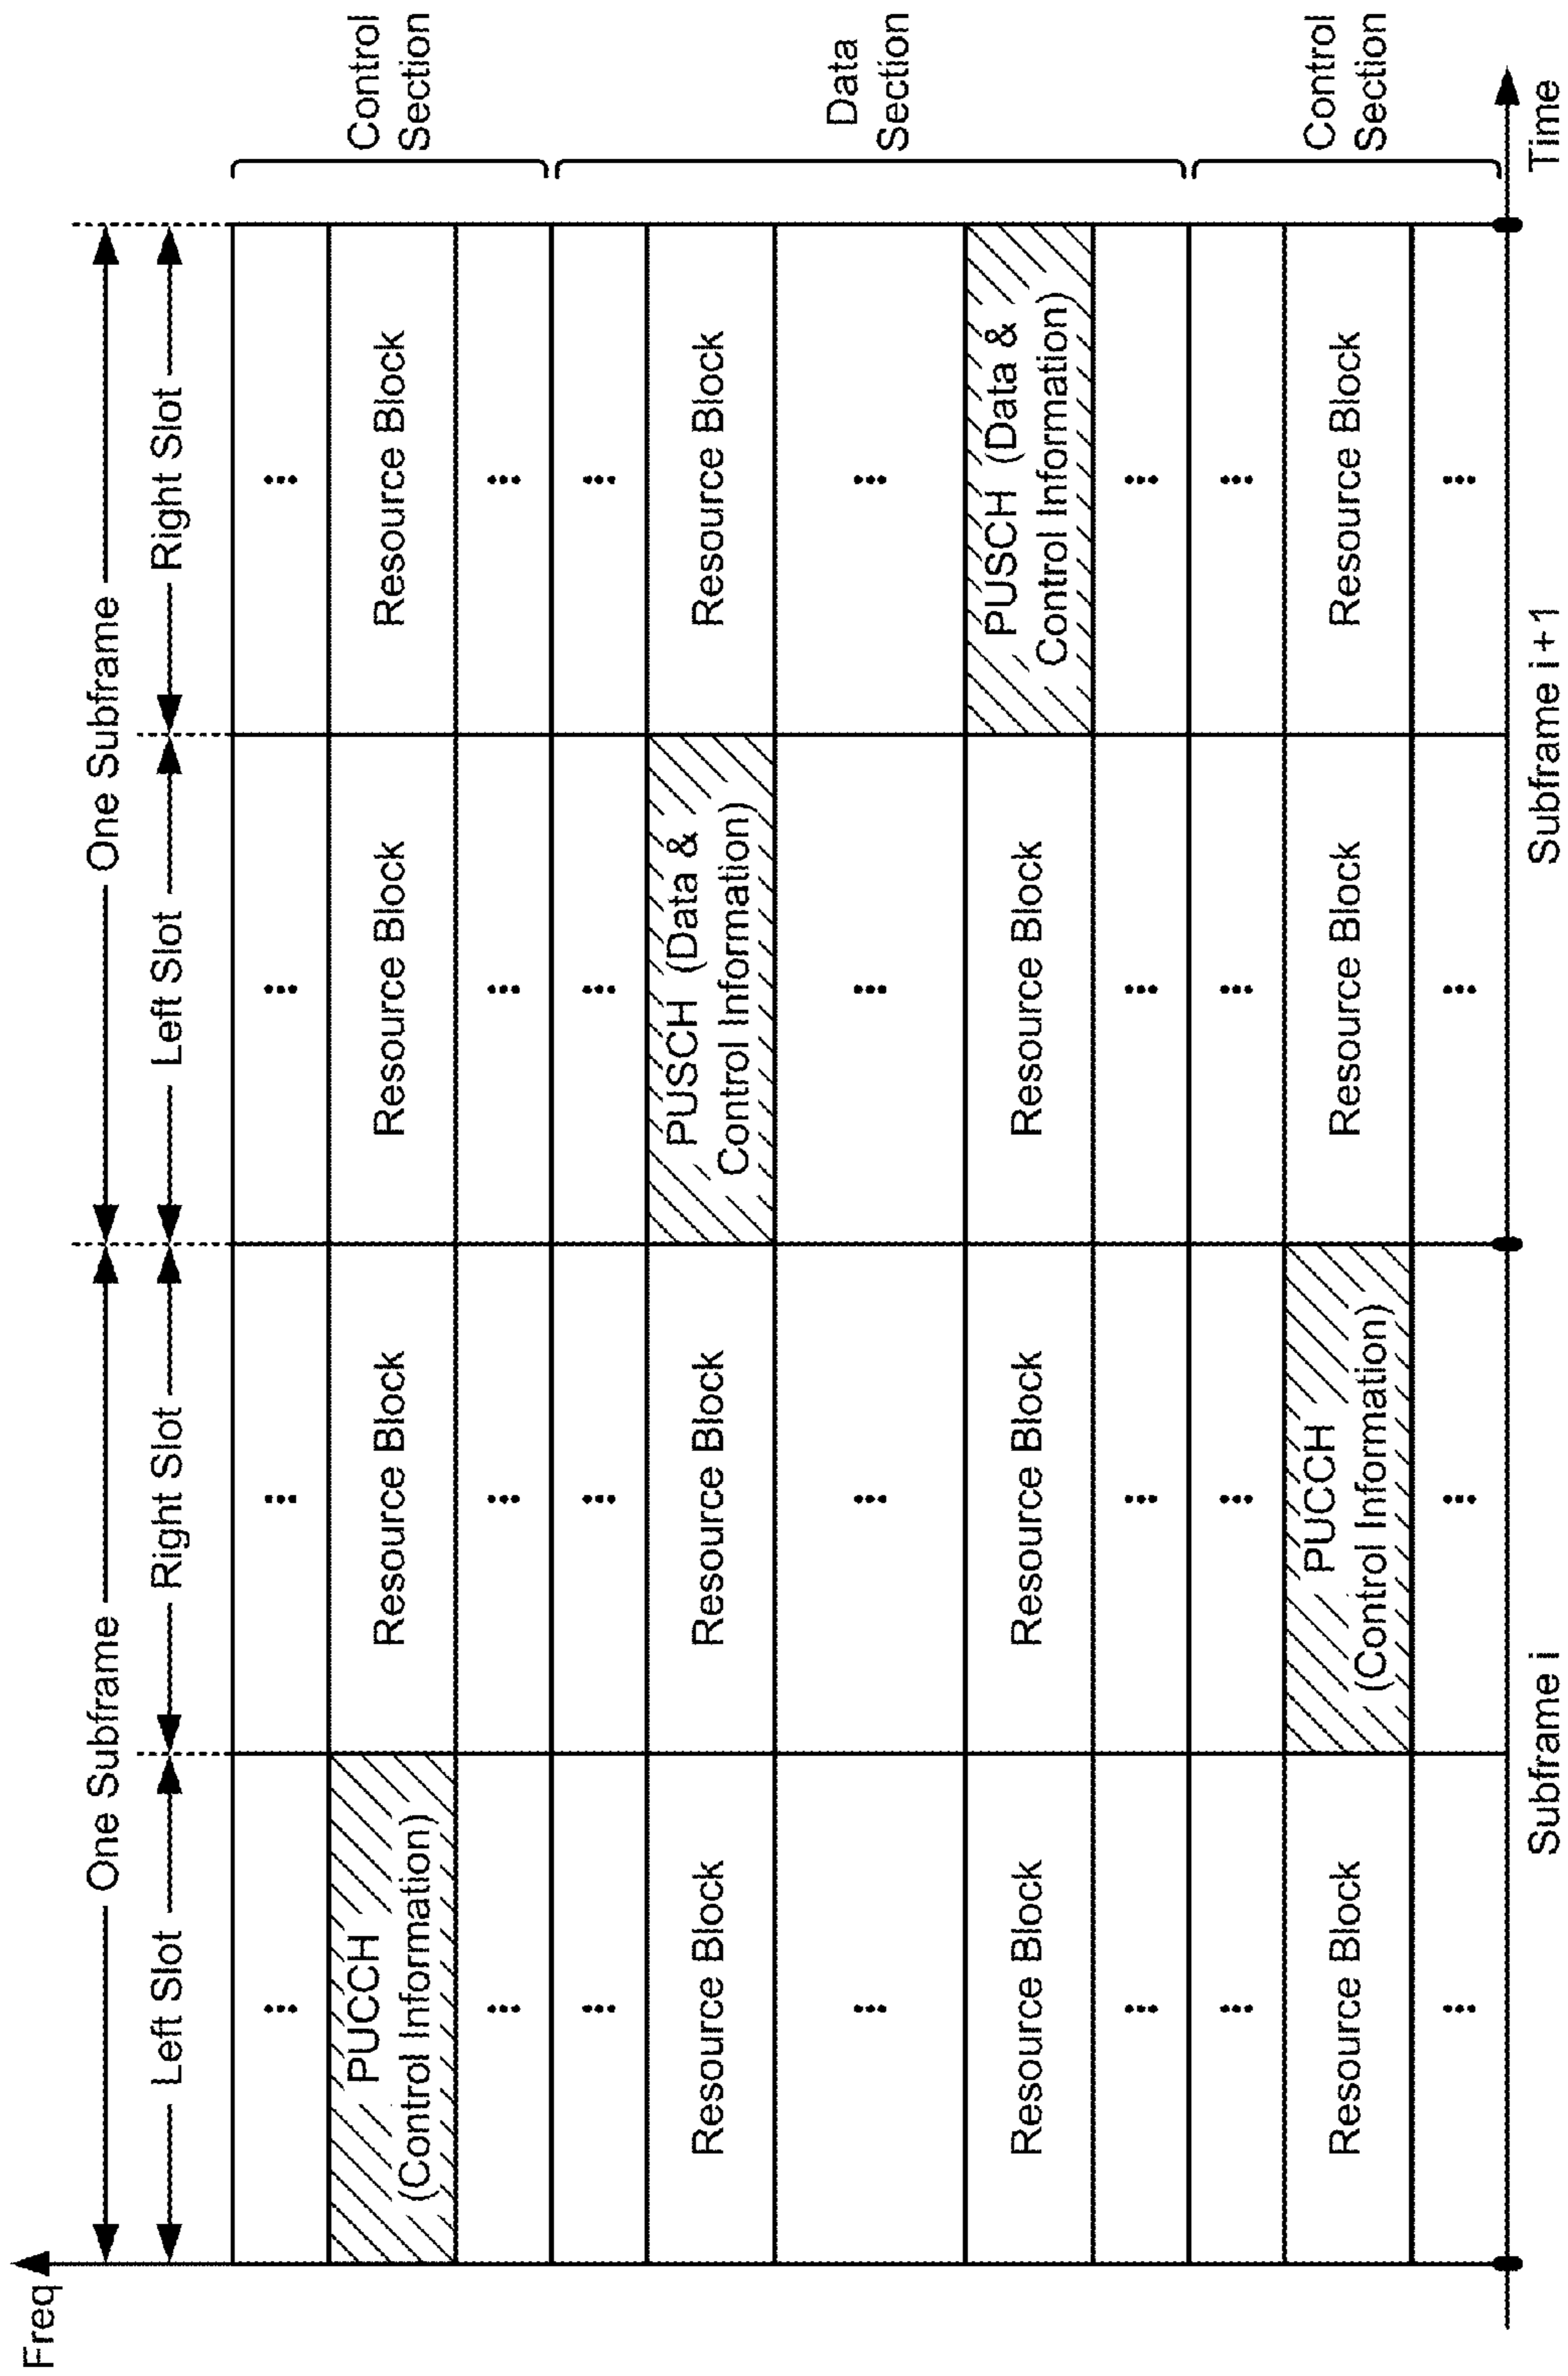 Freq
One Subframe
One Subframe
Left Slot
Right Slot
Left Slot
Right Slot
...
...
...
...
PUCCH
(Control Information)
Resource Block
Resource Block
Resource Block
Control
Section
...
...
...
...
...
...
...
...
Resource Block
Resource Block
PUSCH (Data &
Control Information)
Resource Block
...
...
...
...
Data
Section
Resource Block
Resource Block
Resource Block
PUSCH (Data &
Control Information)
...
...
...
...
...
...
...
...
Resource Block
PUCCH
(Control Information)
Resource Block
Resource Block
Control
Section
...
...
...
...
Subframe i
Subframe i + 1
Time